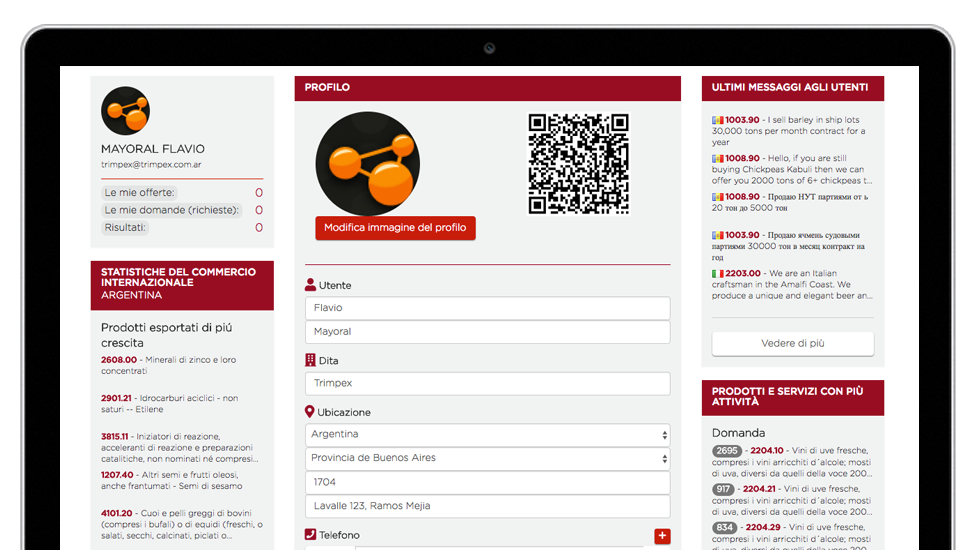 MAYORAL FLAVIO
trimpex@trimpex.com.ar
Le mie offerte: 0
Le mie domande (richieste): 0
Risultati: 0
STATISTICHE DEL COMMERCIO
INTERNAZIONALE
ARGENTINA
Prodotti esportati di piú
crescita
2608.00 - Minerali di zinco e loro
concentrati
2901.21 - Idrocarburi aciclici - non
saturi -- Etilene
3815.11 - Iniziatori di reazione,
acceleranti di reazione e preparazioni
catalitiche, non nominati né compresi...
1207.40 - Altri semi e frutti oleosi,
anche frantumati - Semi di sesamo
4101.20 - Cuoi e pelli greggi di bovini
(compresi i bufali) o di equidi (freschi, o
salati, secchi, calcinati, piclati o...
PROFILO
Modifica immagine del profilo
Utente
Flavio
Mayoral
Dita
Trimpex
Ubicazione
Argentina
Provincia de Buenos Aires
1704
Lavalle 123, Ramos Mejia
Telefono
+
ULTIMI MESSAGGI AGLI UTENTI
1003.90 - I sell barley in ship lots
30,000 tons per month contract for a
year
1008.90 - Hello, if you are still
buying Chickpeas Kabuli then we can
offer you 2000 tons of 6+ chickpeas t...
1008.90 - Продаю НУТ партиями от ь
20 тон до 5000 тон
1003.90 - Продаю ячмень судовыми
партиями 30000 тон в месяц контракт на
год
2203.00 - We are an Italian
craftsman in the Amalfi Coast. We
produce a unique and elegant beer an...
Vedere di più
PRODOTTI E SERVIZI CON PIÙ
ATTIVITÀ
Domanda
2695 - 2204.10 - Vini di uve fresche,
compresi i vini arricchiti d´alcole; mosti
di uva, diversi da quelli della voce 200...
917 - 2204.21 - Vini di uve fresche,
compresi i vini arricchiti d´alcole; mosti
di uva, diversi da quelli della voce 200...
834 - 2204.29 - Vini di uve fresche,
compresi i vini arricchiti d´alcole; mosti
di uva, diversi da quelli della voce 200...